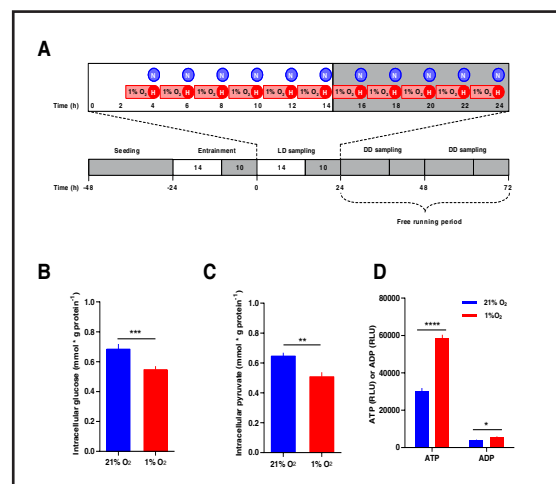 A
N N N N N N N N N N N
1% O₂ H 1% O₂ H 1% O₂ H 1% O₂ H 1% O₂ H 1% O₂ H 1% O₂ H 1% O₂ H 1% O₂ H 1% O₂ H 1% O₂ H
Time (h) 0 2 4 6 8 10 12 14 16 18 20 22 24
Seeding Entrainment LD sampling DD sampling DD sampling
14 10 14 10
Time (h) -48 -24 0 24 48 72
Free running period
B
Intracellular glucose (mmol * g protein⁻¹)
1.0
0.8
0.6
0.4
0.2
0.0
***
21% O₂ 1% O₂
C
Intracellular pyruvate (mmol * g protein⁻¹)
1.0
0.8
0.6
0.4
0.2
0.0
**
21% O₂ 1% O₂
D
21% O₂
1%O₂
ATP (RLU) or ADP (RLU)
80000
60000
40000
20000
0
****
*
ATP ADP